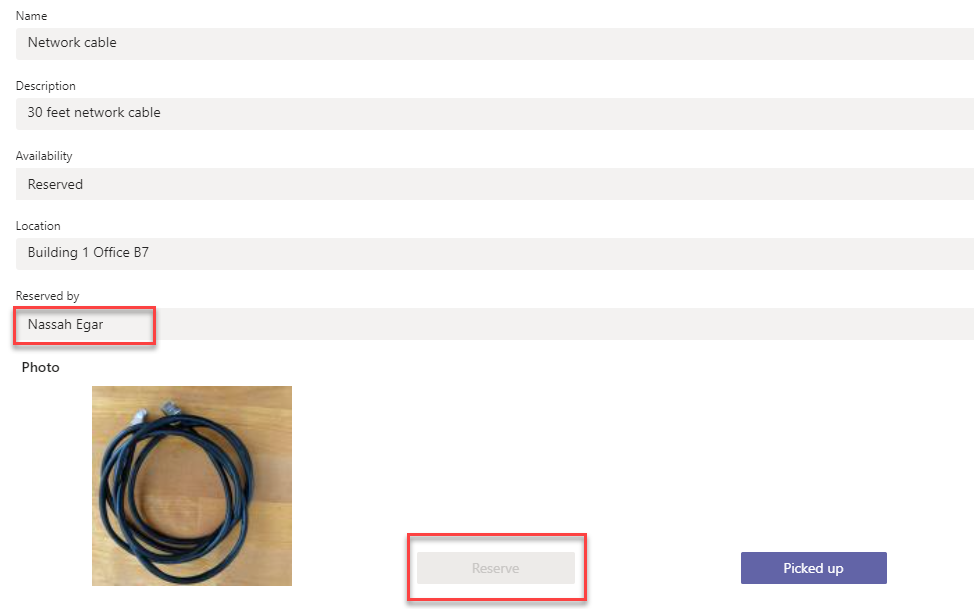 Name
Network cable
Description
30 feet network cable
Availability
Reserved
Location
Building 1 Office B7
Reserved by
Nassah Egar
Photo
Reserve
Picked up